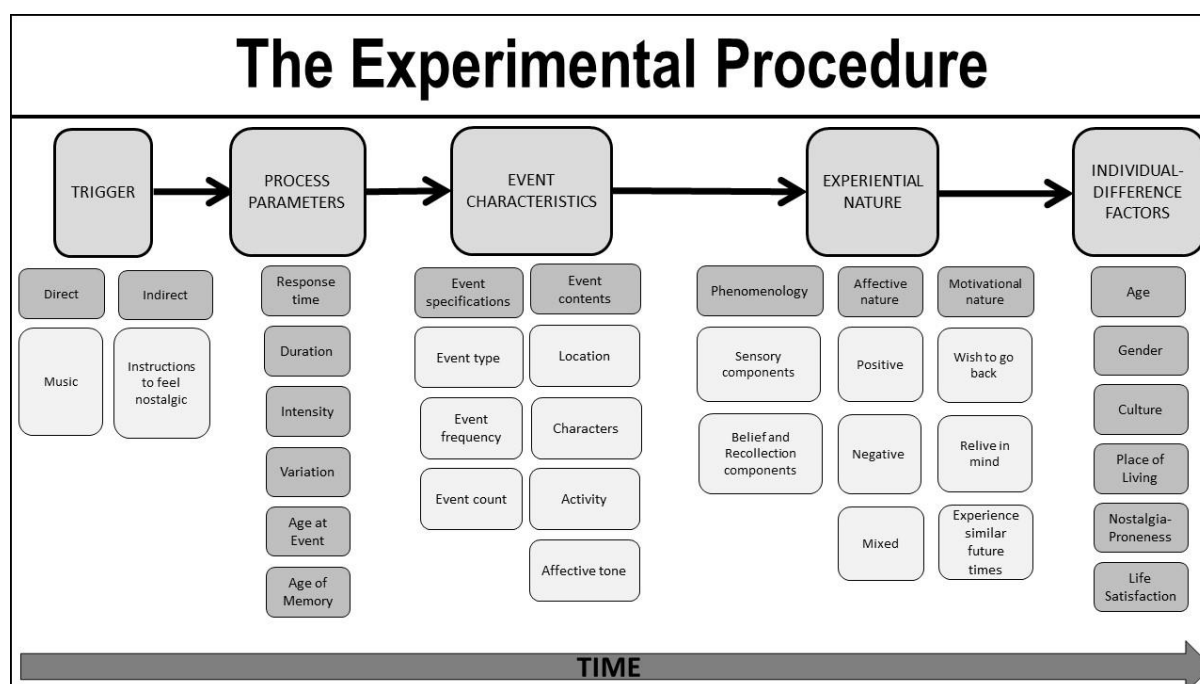 The Experimental Procedure
TRIGGER
PROCESS
PARAMETERS
EVENT
CHARACTERISTICS
EXPERIENTIAL
NATURE
INDIVIDUAL-
DIFFERENCE
FACTORS
Direct
Indirect
Music
Instructions
to feel
nostalgic
Response
time
Duration
Intensity
Variation
Age at
Event
Age of
Memory
Event
specifications
Event type
Event
frequency
Event count
Event
contents
Location
Characters
Activity
Affective tone
Phenomenology
Sensory
components
Belief and
Recollection
components
Affective
nature
Positive
Negative
Mixed
Motivational
nature
Wish to go
back
Relive in
mind
Experience
similar
future
times
Age
Gender
Culture
Place of
Living
Nostalgia-
Proneness
Life
Satisfaction
TIME